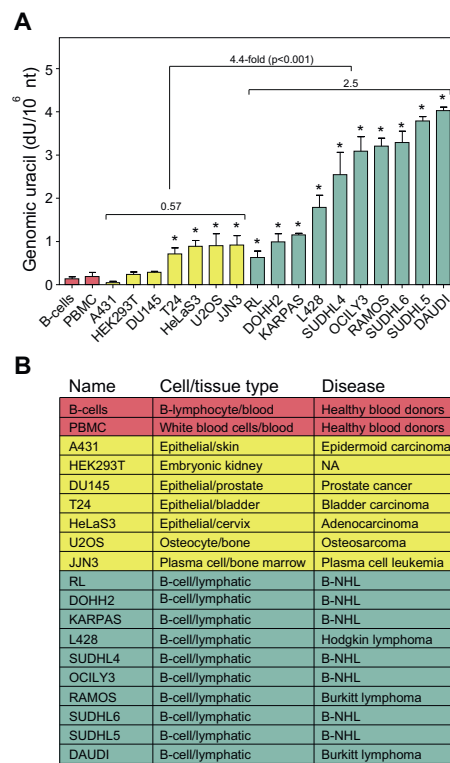 A
4.4-fold (p<0.001)
2.5
0.57
Genomic uracil (dU/10⁶ nt)
5
4
3
2
1
0
* * * * * * * * * * * * * *
B-cells
PBMC
A431
HEK293T
DU145
T24
HeLaS3
U2OS
JJN3
RL
DOHH2
KARPAS
L428
SUDHL4
OCILY3
RAMOS
SUDHL6
SUDHL5
DAUDI
B
Name Cell/tissue type Disease
B-cells B-lymphocyte/blood Healthy blood donors
PBMC White blood cells/blood Healthy blood donors
A431 Epithelial/skin Epidermoid carcinoma
HEK293T Embryonic kidney NA
DU145 Epithelial/prostate Prostate cancer
T24 Epithelial/bladder Bladder carcinoma
HeLaS3 Epithelial/cervix Adenocarcinoma
U2OS Osteocyte/bone Osteosarcoma
JJN3 Plasma cell/bone marrow Plasma cell leukemia
RL B-cell/lymphatic B-NHL
DOHH2 B-cell/lymphatic B-NHL
KARPAS B-cell/lymphatic B-NHL
L428 B-cell/lymphatic Hodgkin lymphoma
SUDHL4 B-cell/lymphatic B-NHL
OCILY3 B-cell/lymphatic B-NHL
RAMOS B-cell/lymphatic Burkitt lymphoma
SUDHL6 B-cell/lymphatic B-NHL
SUDHL5 B-cell/lymphatic B-NHL
DAUDI B-cell/lymphatic Burkitt lymphoma